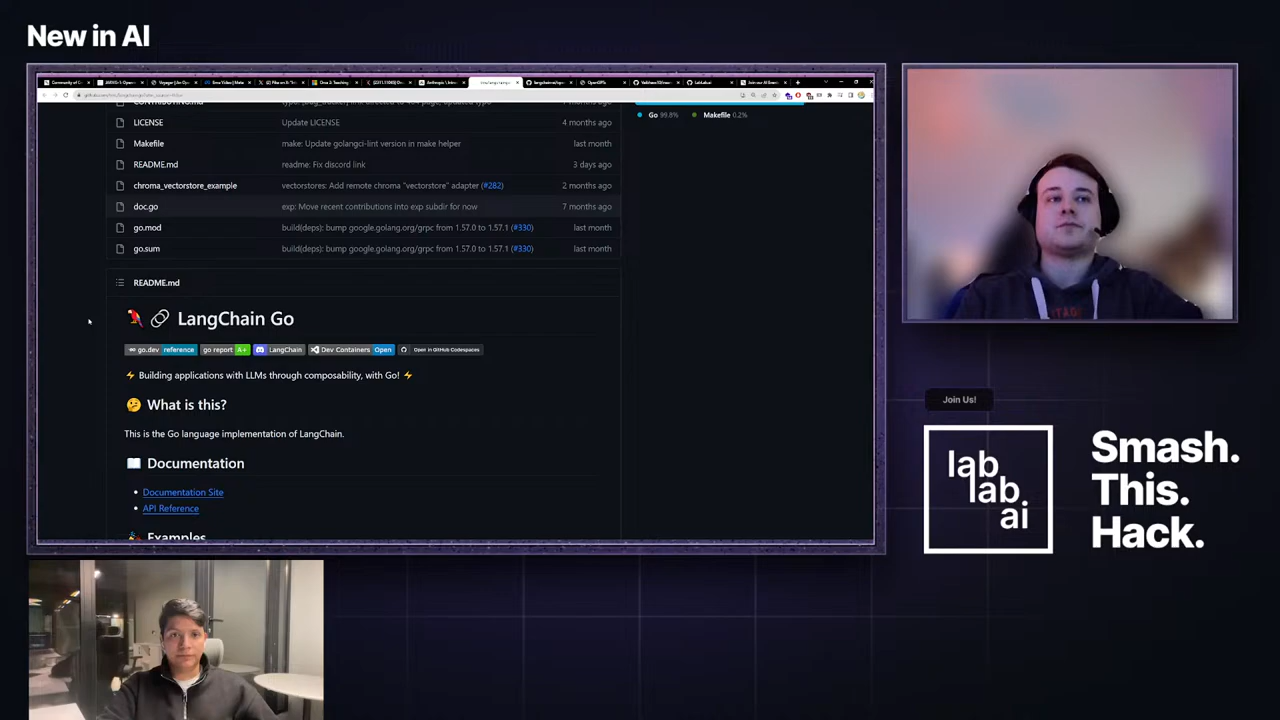 New in AI
CONTRIBUTING.md
LICENSE Update LICENSE 4 months ago
Makefile make: Update golangci-lint version in make helper last month
README.md readme: Fix discord link 3 days ago
chroma_vectorstore_example vectorstores: Add remote chroma "vectorstore" adapter (#282) 2 months ago
doc.go exp: Move recent contributions into exp subdir for now 7 months ago
go.mod build(deps): bump google.golang.org/grpc from 1.57.0 to 1.57.1 (#330) last month
go.sum build(deps): bump google.golang.org/grpc from 1.57.0 to 1.57.1 (#330) last month
Go 99.8% Makefile 0.2%
README.md
🦜️🔗 LangChain Go
go.dev reference go report A+ LangChain Dev Containers Open Open in GitHub Codespaces
⚡ Building applications with LLMs through composability, with Go! ⚡
🤔 What is this?
This is the Go language implementation of LangChain.
📖 Documentation
• Documentation Site
• API Reference
🎉 Examples
Join Us!
lab
lab
ai
Smash.
This.
Hack.